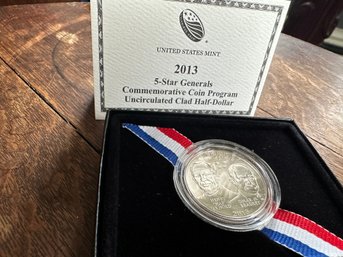 UNITED STATES MINT
2013
5-Star Generals
Commemorative Coin Program
Uncirculated Clad Half-Dollar